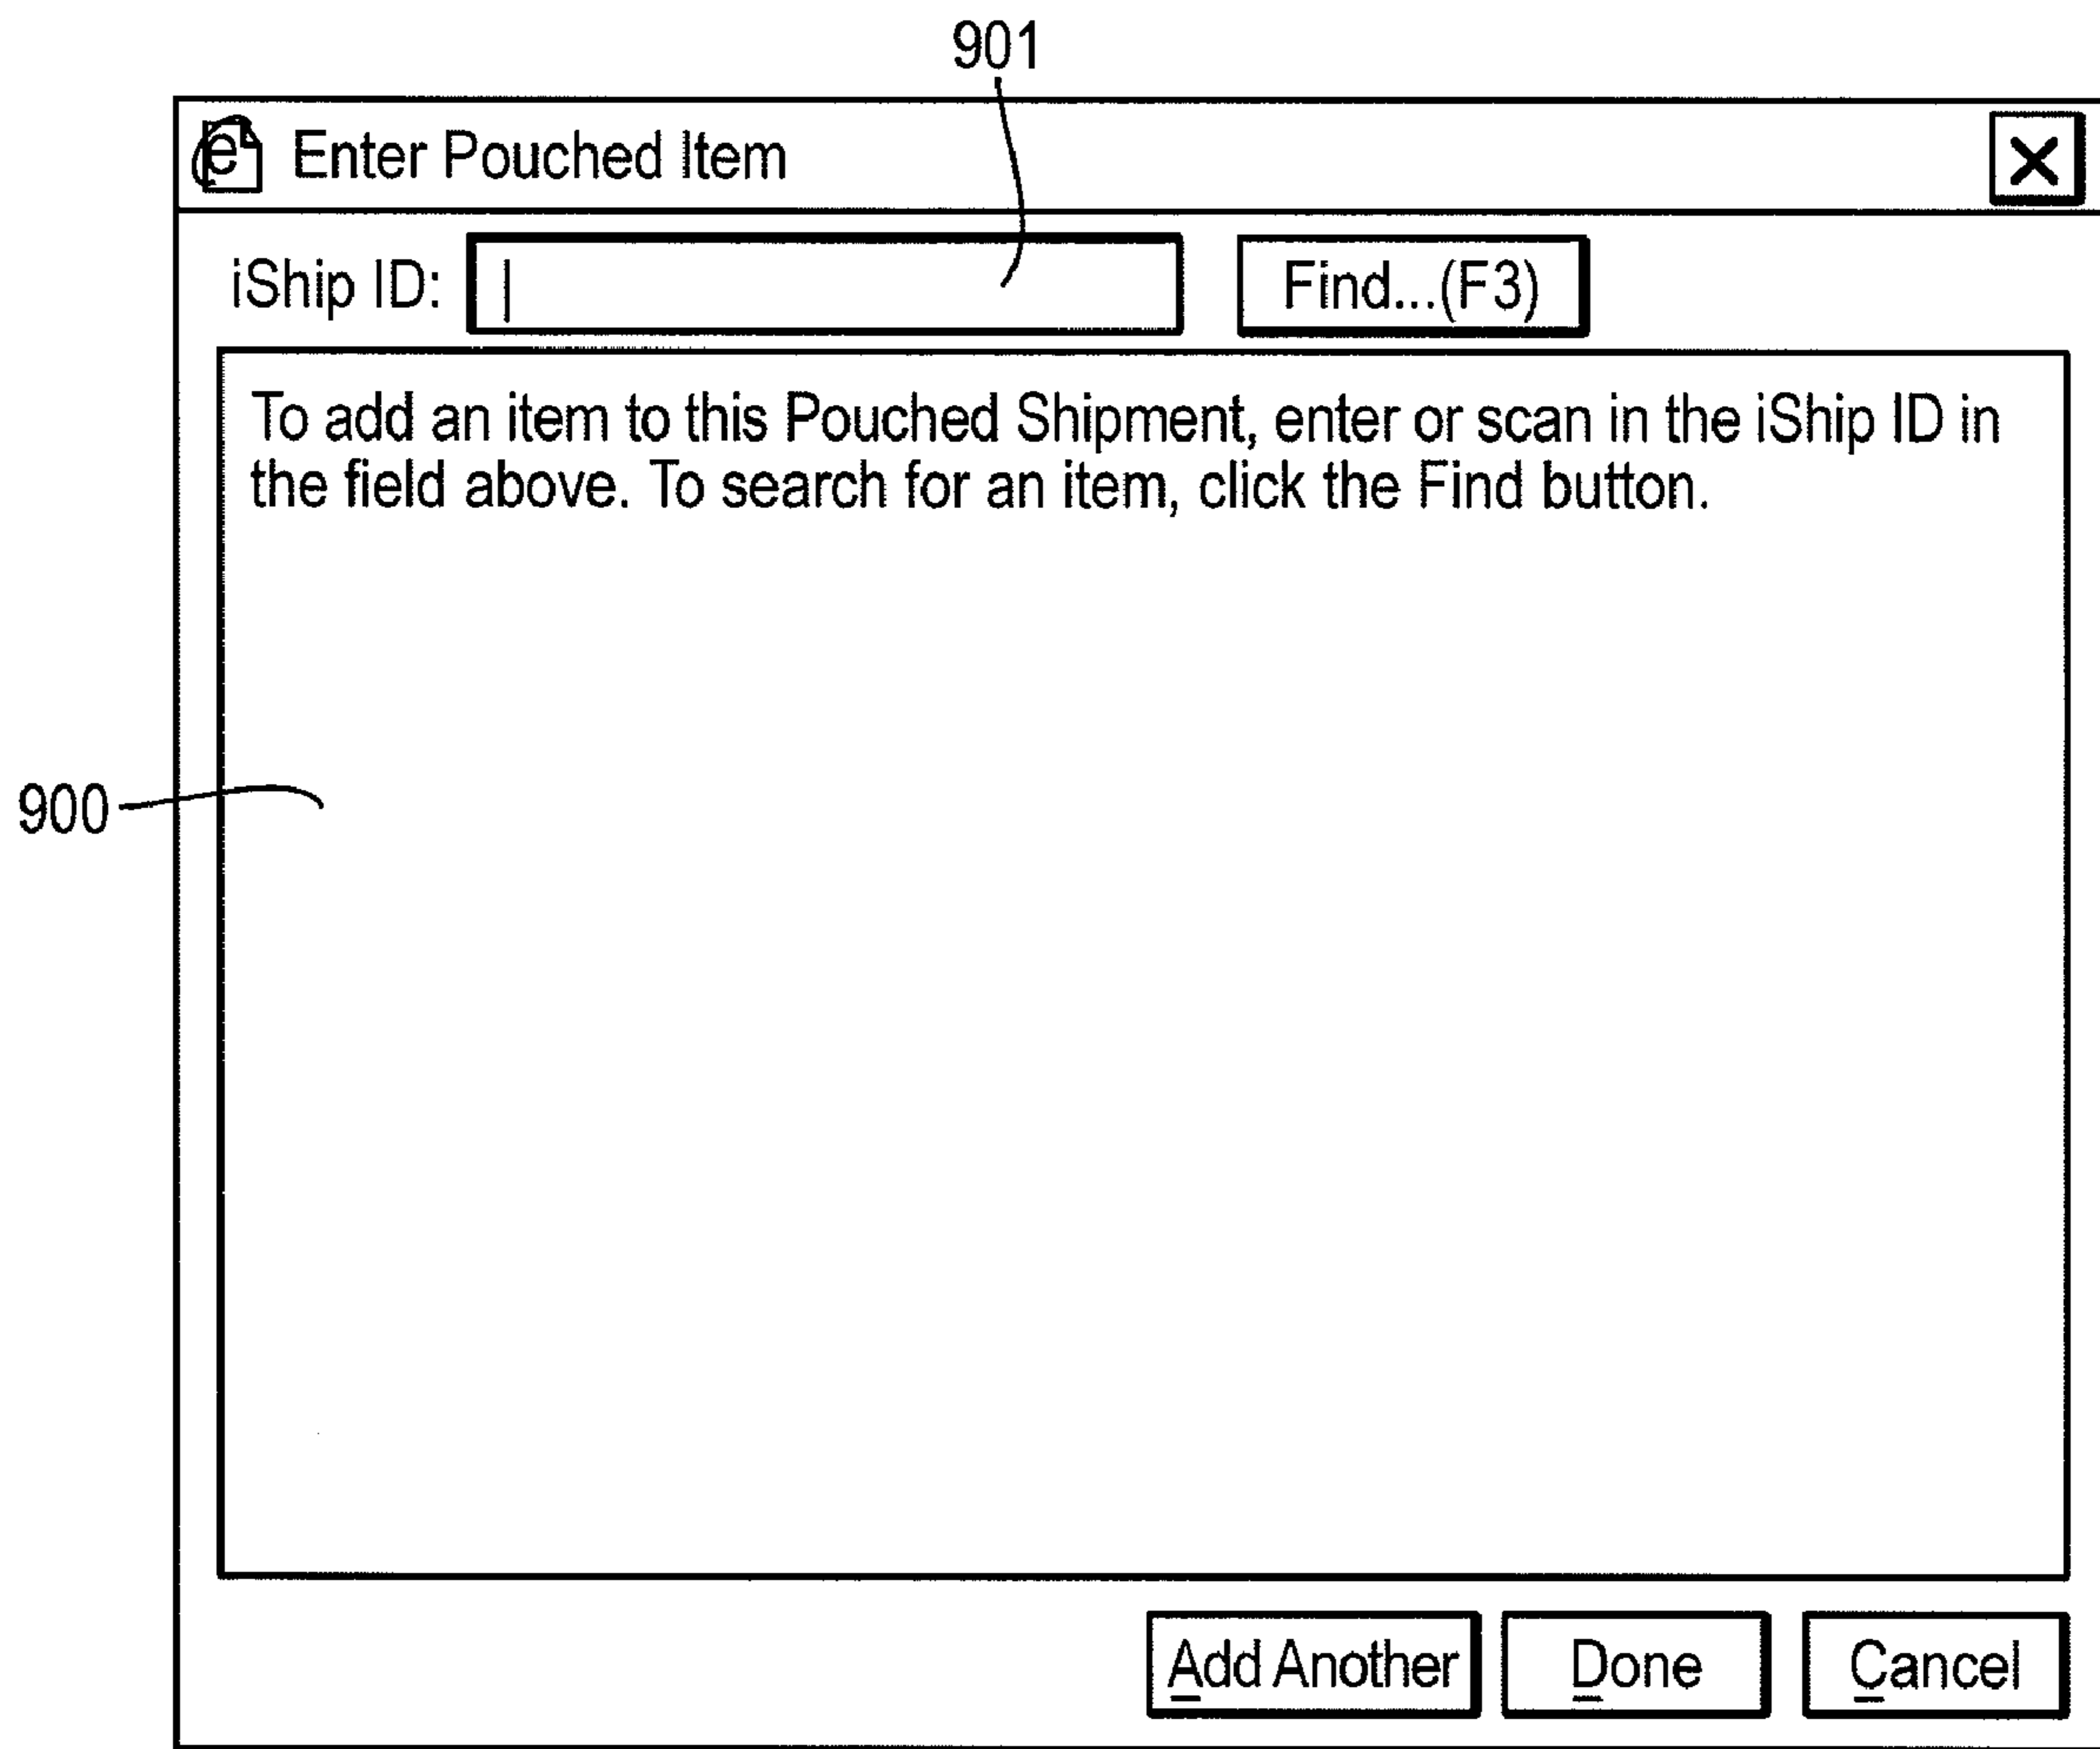 901
Enter Pouched Item
iShip ID:
Find...(F3)
To add an item to this Pouched Shipment, enter or scan in the iShip ID in
the field above. To search for an item, click the Find button.
900
Add Another
Done
Cancel